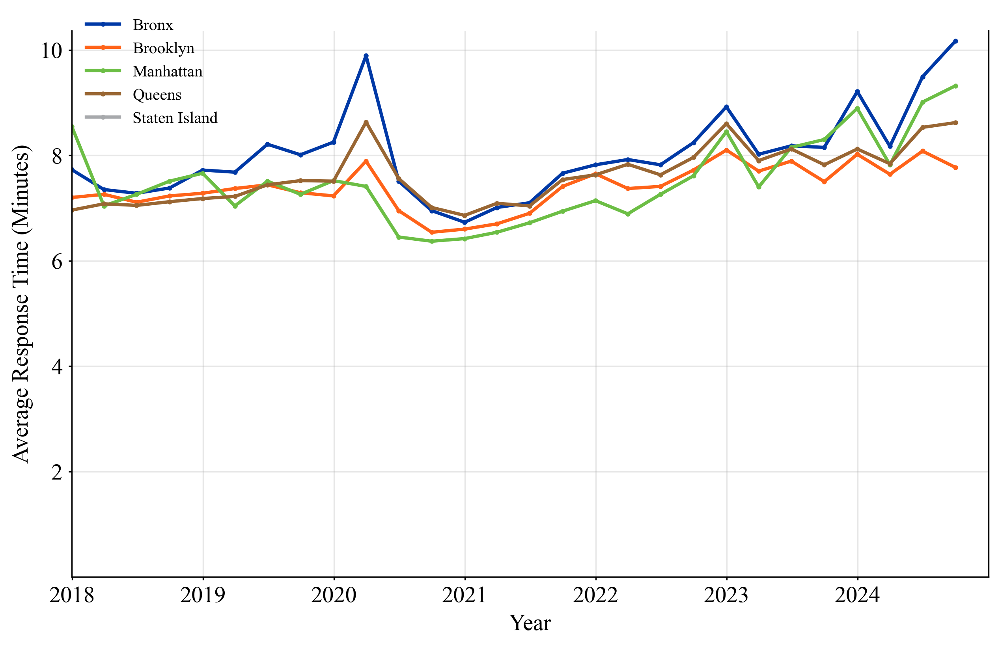 Bronx
Brooklyn
Manhattan
Queens
Staten Island
Average Response Time (Minutes)
10
8
6
4
2
2018 2019 2020 2021 2022 2023 2024
Year